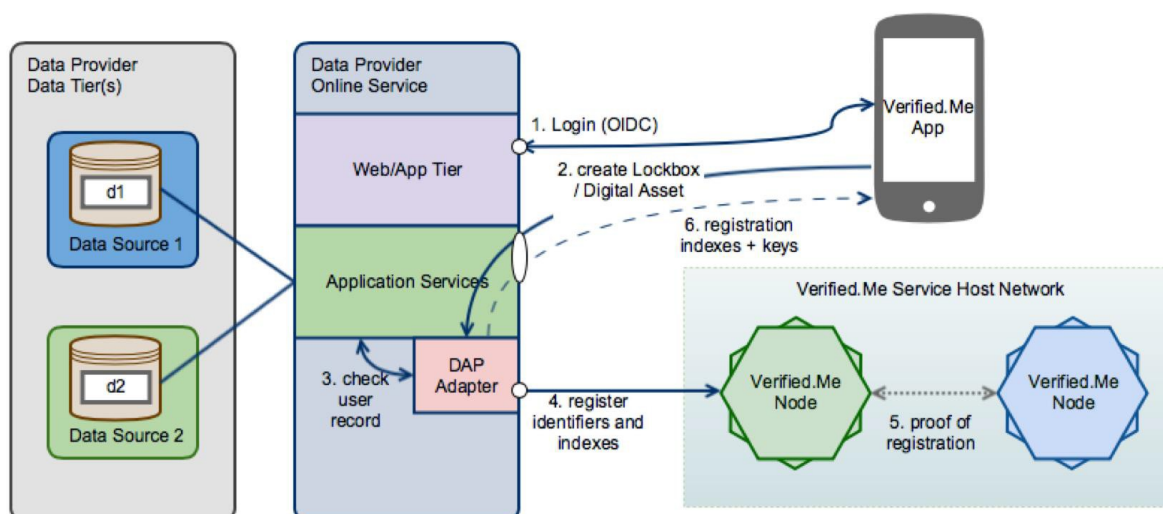 Data Provider
Data Tier(s)
d1
Data Source 1
d2
Data Source 2
Data Provider
Online Service
Web/App Tier
Application Services
DAP
Adapter
3. check
user
record
1. Login (OIDC)
2. create Lockbox
/ Digital Asset
6. registration
indexes + keys
4. register
identifiers and
indexes
Verified.Me
App
Verified.Me Service Host Network
Verified.Me
Node
5. proof of
registration
Verified.Me
Node